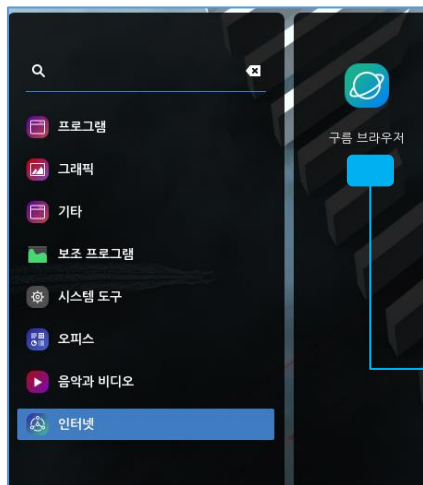 프로그램
그래픽
기타
보조 프로그램
시스템 도구
오피스
음악과 비디오
인터넷
구름 브라우저